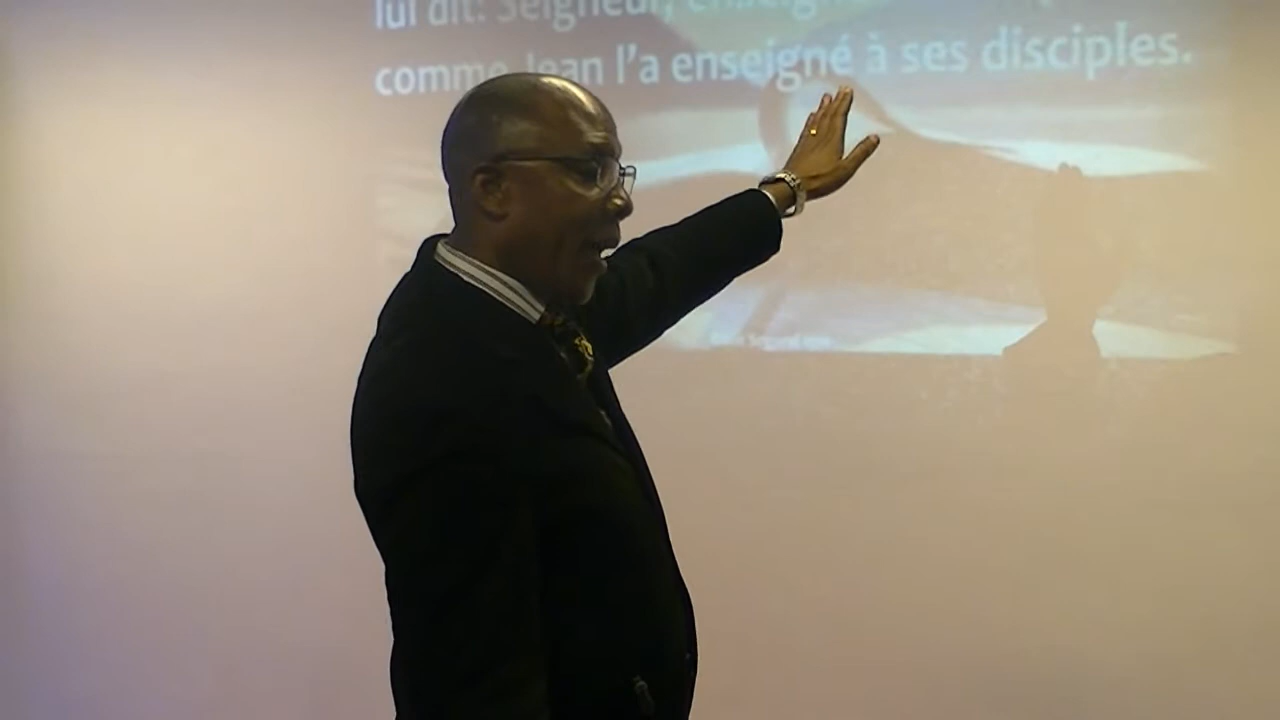 lui dit: Seigneur,
comme Jean l'a enseigné à ses disciples.